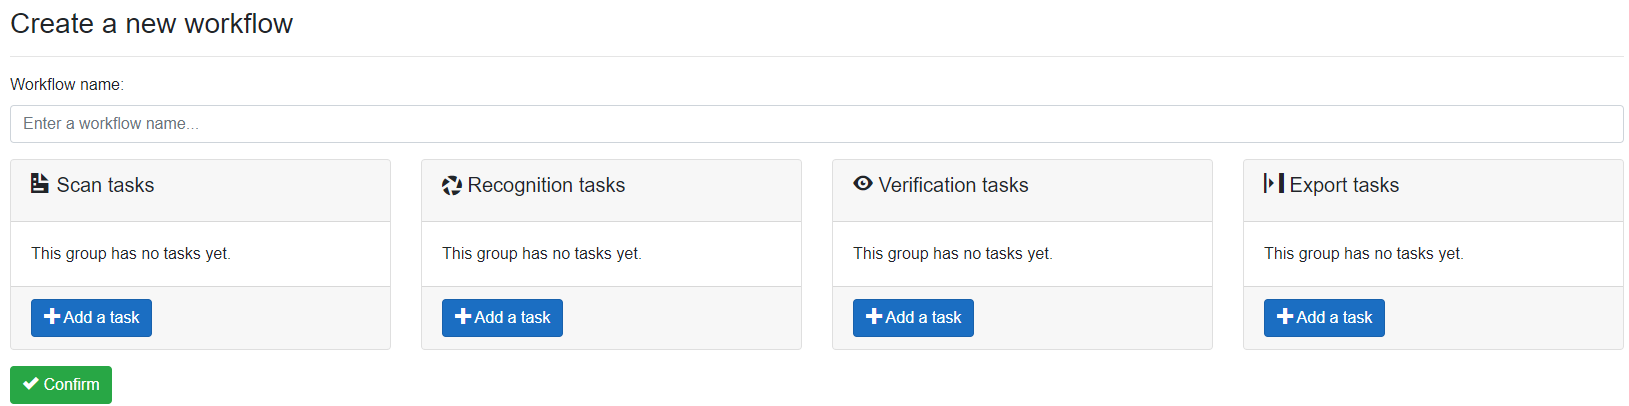 Create a new workflow
Workflow name:
Enter a workflow name...
Scan tasks
This group has no tasks yet.
Add a task
Recognition tasks
This group has no tasks yet.
Add a task
Verification tasks
This group has no tasks yet.
Add a task
Export tasks
This group has no tasks yet.
Add a task
Confirm